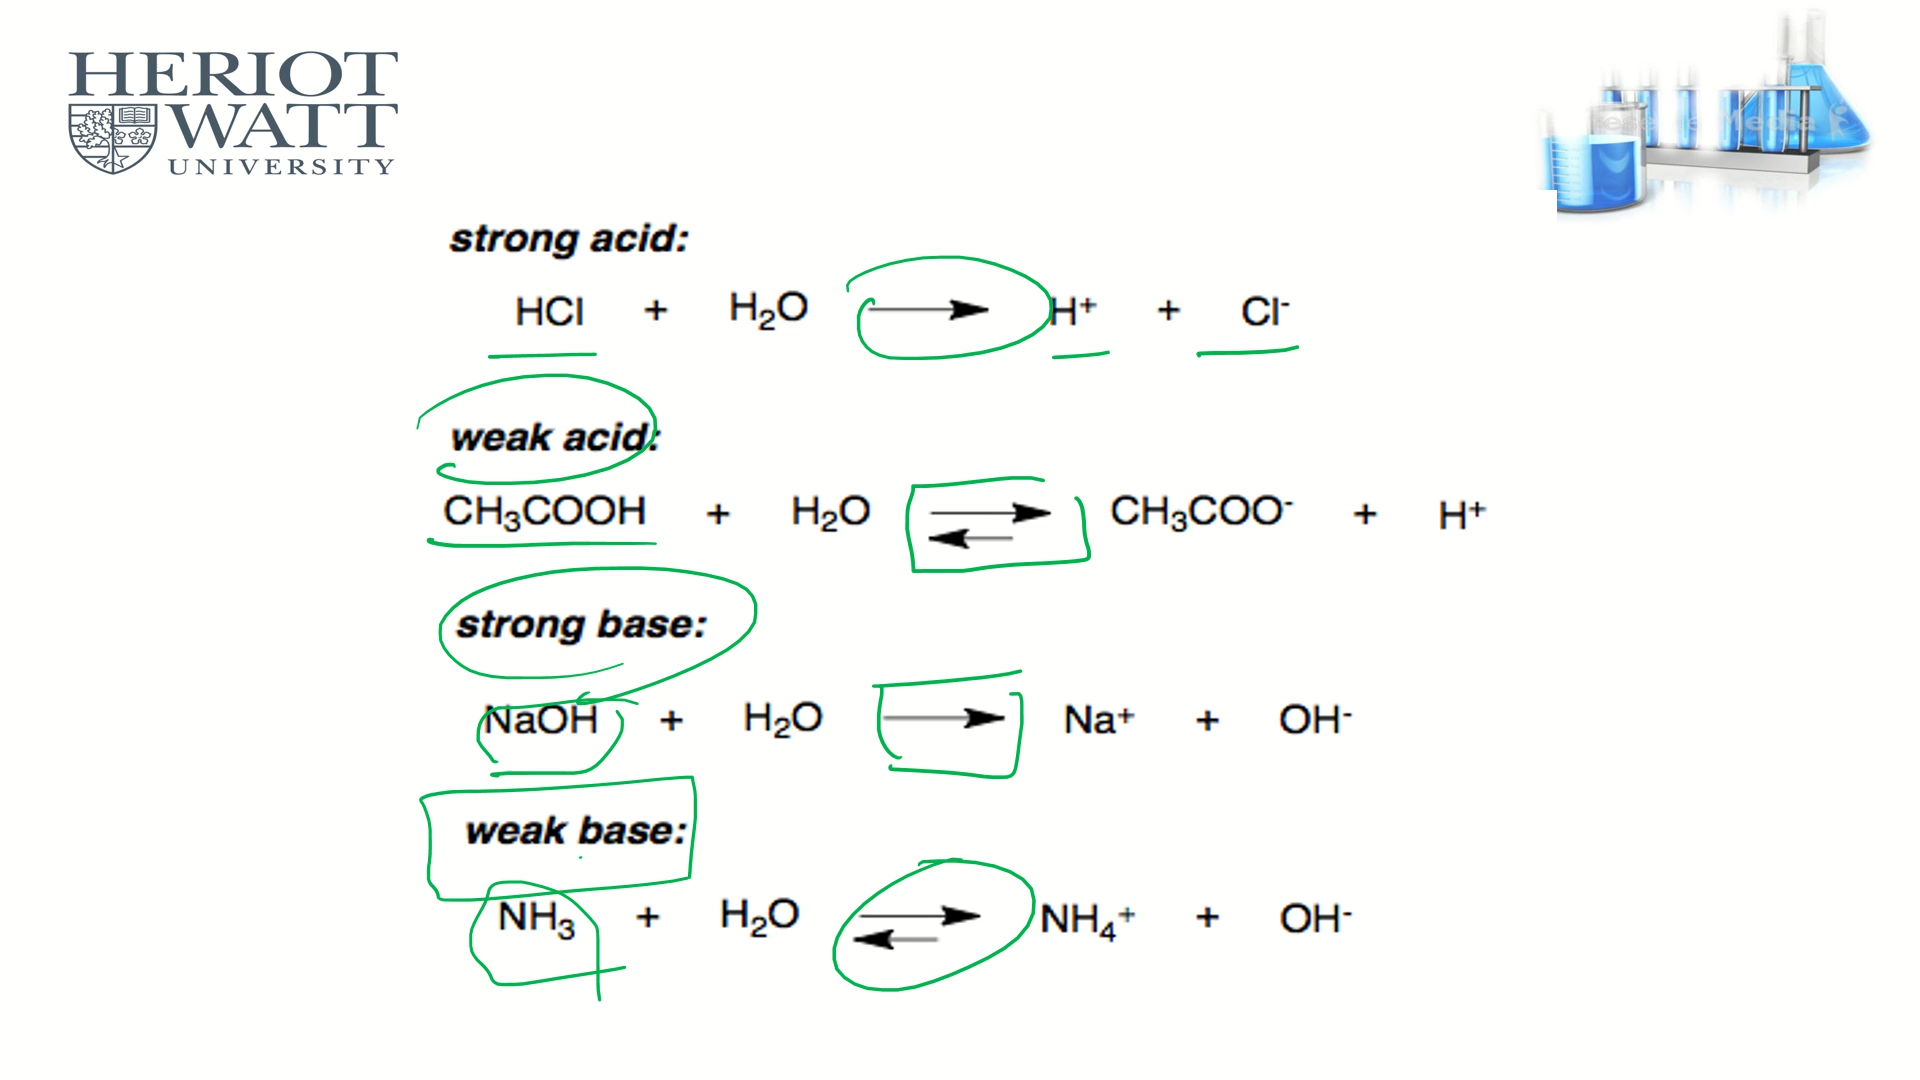 HERIOT
WATT
UNIVERSITY
strong acid:
HCl + H₂O → H⁺ + Cl⁻
weak acid:
CH₃COOH + H₂O ⇄ CH₃COO⁻ + H⁺
strong base:
NaOH + H₂O → Na⁺ + OH⁻
weak base:
NH₃ + H₂O ⇄ NH₄⁺ + OH⁻
Media